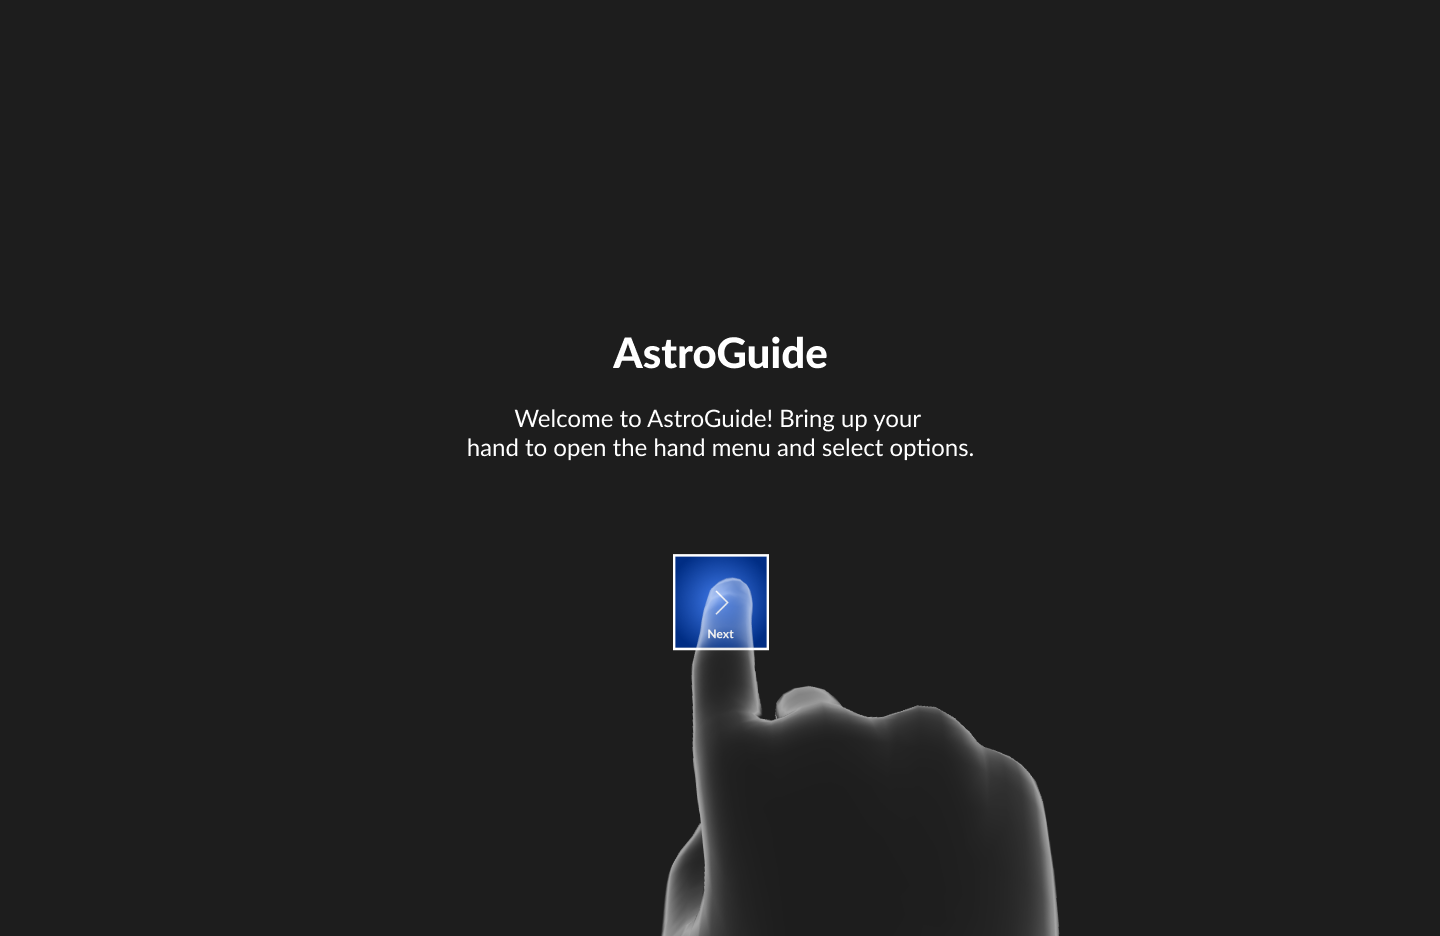 AstroGuide
Welcome to AstroGuide! Bring up your
hand to open the hand menu and select options.
Next